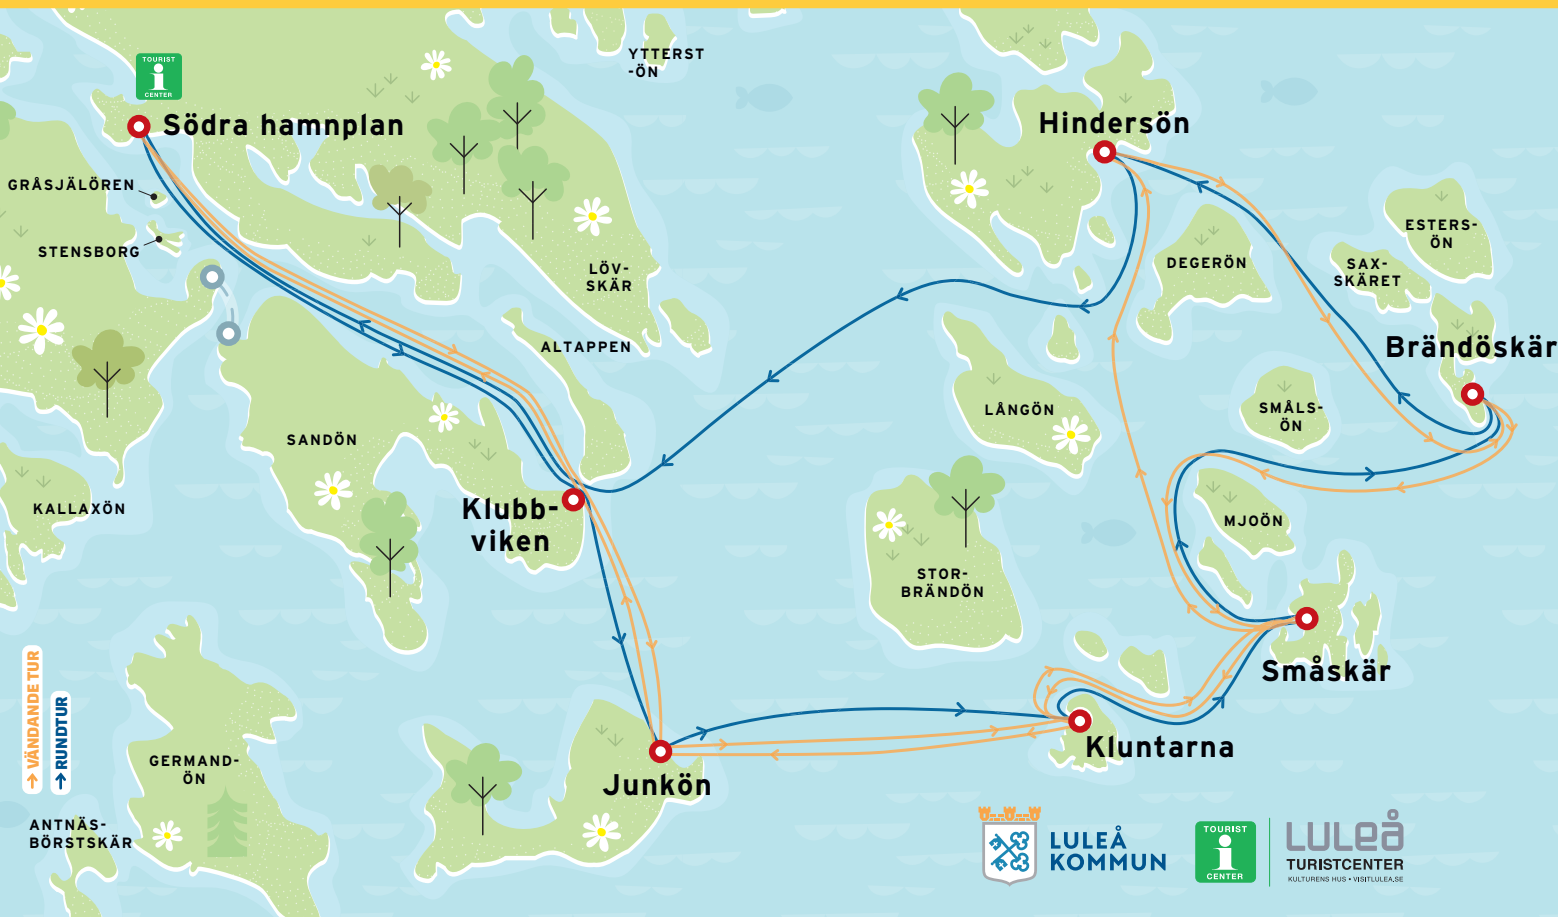 YTTERST
-ÖN
TOURIST
i
CENTER
Södra hamnplan
Hindersön
GRÅSJÄLÖREN
STENSBORG
ESTERS-
ÖN
DEGERÖN
SAX-
SKÄRET
LÖV-
SKÄR
ALTAPPEN
Brändöskär
LÅNGÖN
SMÅLS-
ÖN
SANDÖN
KALLAXÖN
Klubb-
viken
MJOÖN
STOR-
BRÄNDÖN
Småskär
→ VÄNDANDE TUR
→ RUNDTUR
Kluntarna
GERMAND-
ÖN
Junkön
ANTNÄS-
BÖRSTSKÄR
LULEÅ
KOMMUN
TOURIST
i
CENTER
LULEÅ
TURISTCENTER
KULTURENS HUS • VISITLULEA.SE